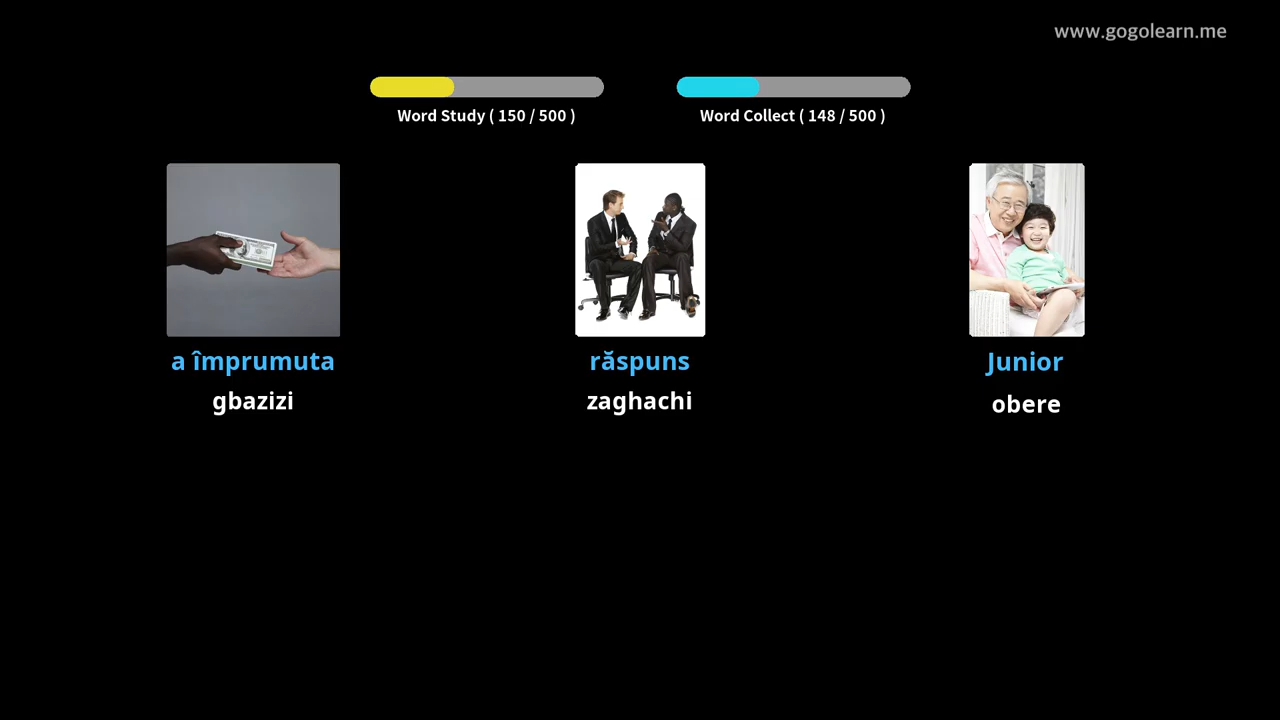 www.gogolearn.me
Word Study ( 150 / 500 )
Word Collect ( 148 / 500 )
a împrumuta
răspuns
Junior
gbazizi
zaghachi
obere